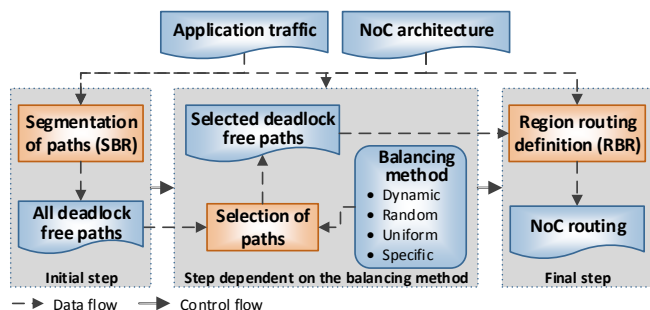 Application traffic
NoC architecture
Segmentation
of paths (SBR)
All deadlock
free paths
Initial step
Selected deadlock
free paths
Balancing
method
• Dynamic
• Random
• Uniform
• Specific
Selection of
paths
Step dependent on the balancing method
Region routing
definition (RBR)
NoC routing
Final step
Data flow
Control flow